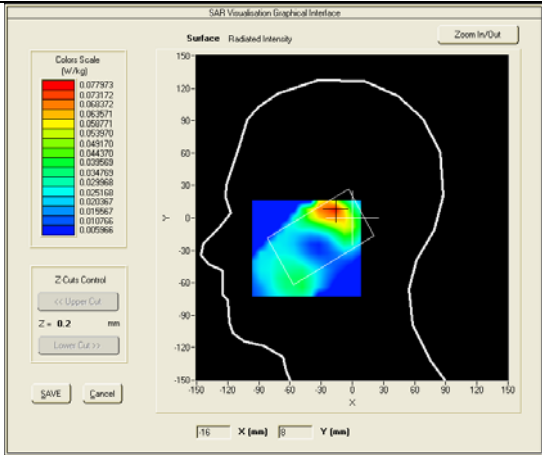 SAR Visualisation Graphical Interface
Surface Radiated Intensity
Zoom In/Out
Colors Scale
(W/kg)
0.077973
0.073172
0.068372
0.063571
0.058771
0.053970
0.049170
0.044370
0.039569
0.034769
0.029968
0.025168
0.020367
0.015567
0.010766
0.005966
Z Cuts Control
<< Upper Cut
Z = 0.2 mm
Lower Cut >>
SAVE Cancel
150
120
90
60
30
0
-30
-60
-90
-120
-150
Y
-150 -120 -90 -60 -30 0 30 60 90 120 150
X
-16 X (mm) 8 Y (mm)